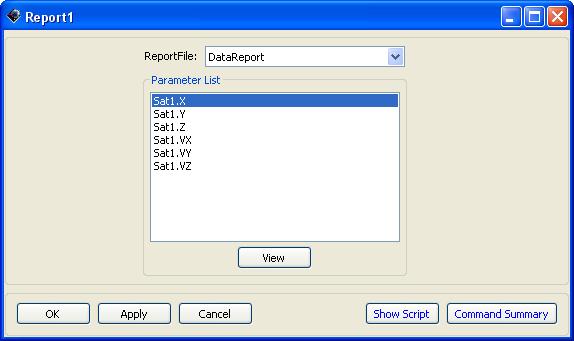 Report1
ReportFile: DataReport
Parameter List
Sat1.X
Sat1.Y
Sat1.Z
Sat1.VX
Sat1.VY
Sat1.VZ
View
OK Apply Cancel Show Script Command Summary